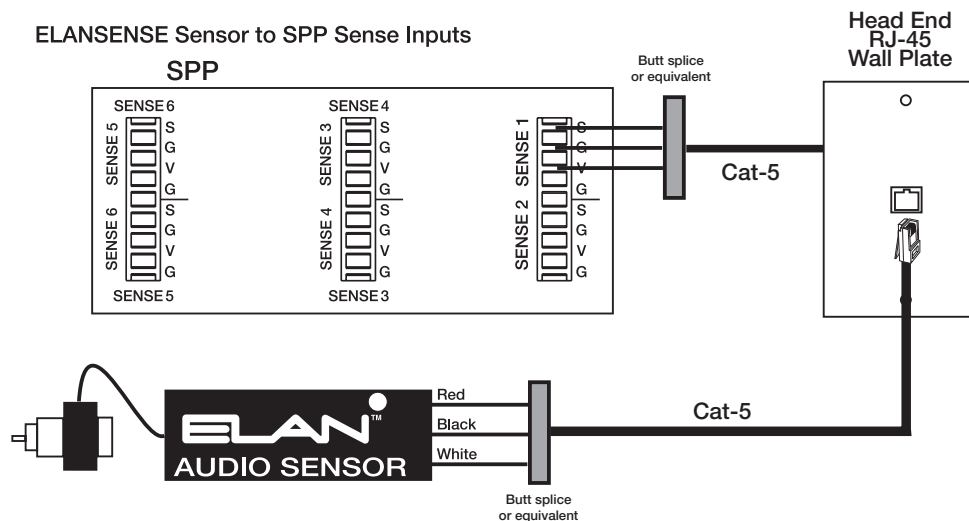 ELANSENSE Sensor to SPP Sense Inputs
Head End
RJ-45
Wall Plate
SPP
Butt splice
or equivalent
SENSE 6
SENSE 5
S
G
V
G
SENSE 6
S
G
V
G
SENSE 5
SENSE 4
SENSE 3
S
G
V
G
SENSE 4
S
G
V
G
SENSE 3
SENSE 1
S
G
V
G
SENSE 2
S
G
V
G
Cat-5
ELAN™
AUDIO SENSOR
Red
Black
White
Cat-5
Butt splice
or equivalent